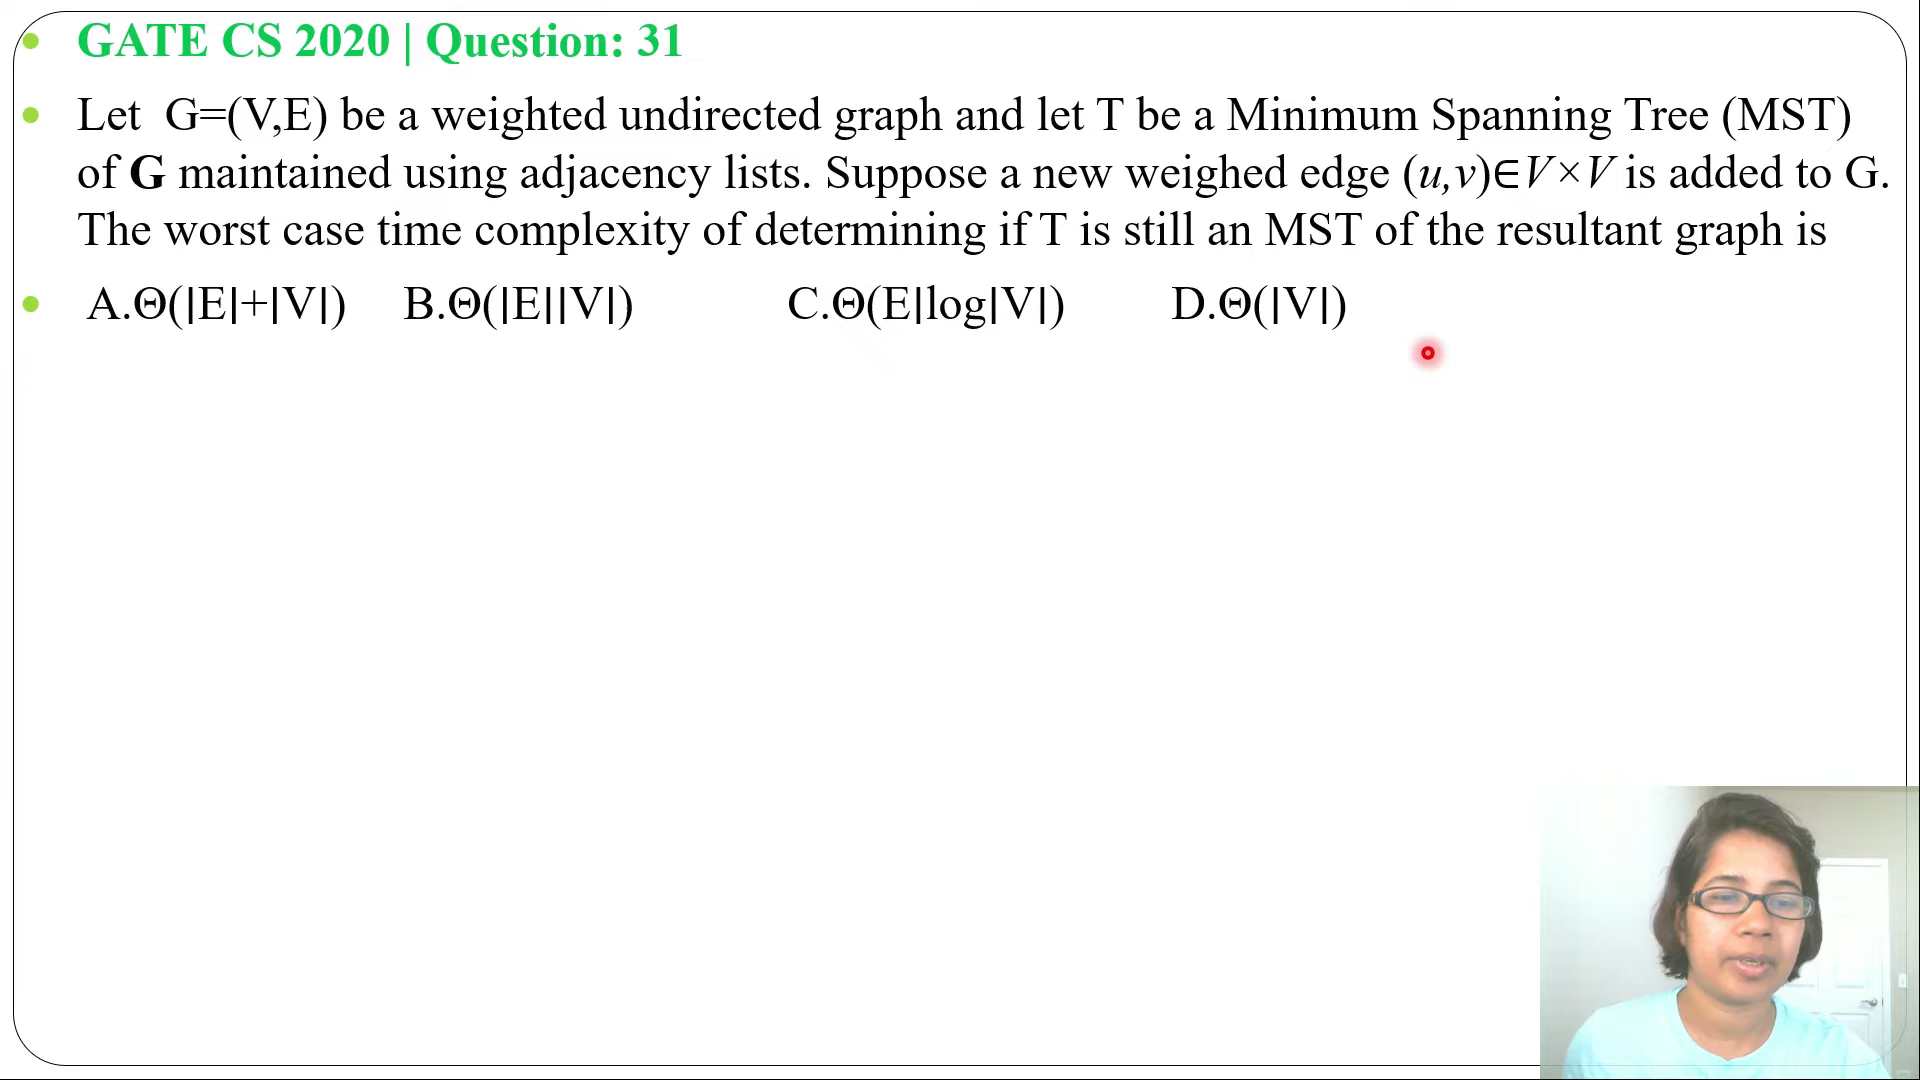 GATE CS 2020 | Question: 31
Let G=(V,E) be a weighted undirected graph and let T be a Minimum Spanning Tree (MST)
of G maintained using adjacency lists. Suppose a new weighed edge (u,v)∈V×V is added to G.
The worst case time complexity of determining if T is still an MST of the resultant graph is
A.Θ(|E|+|V|) B.Θ(|E||V|) C.Θ(E|log|V|) D.Θ(|V|)